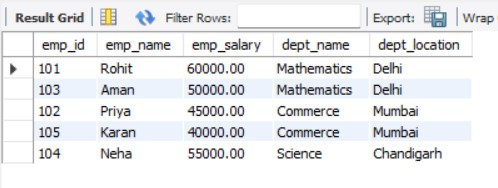 Result Grid Filter Rows: Export: Wrap
emp_id emp_name emp_salary dept_name dept_location
101 Rohit 60000.00 Mathematics Delhi
103 Aman 50000.00 Mathematics Delhi
102 Priya 45000.00 Commerce Mumbai
105 Karan 40000.00 Commerce Mumbai
104 Neha 55000.00 Science Chandigarh